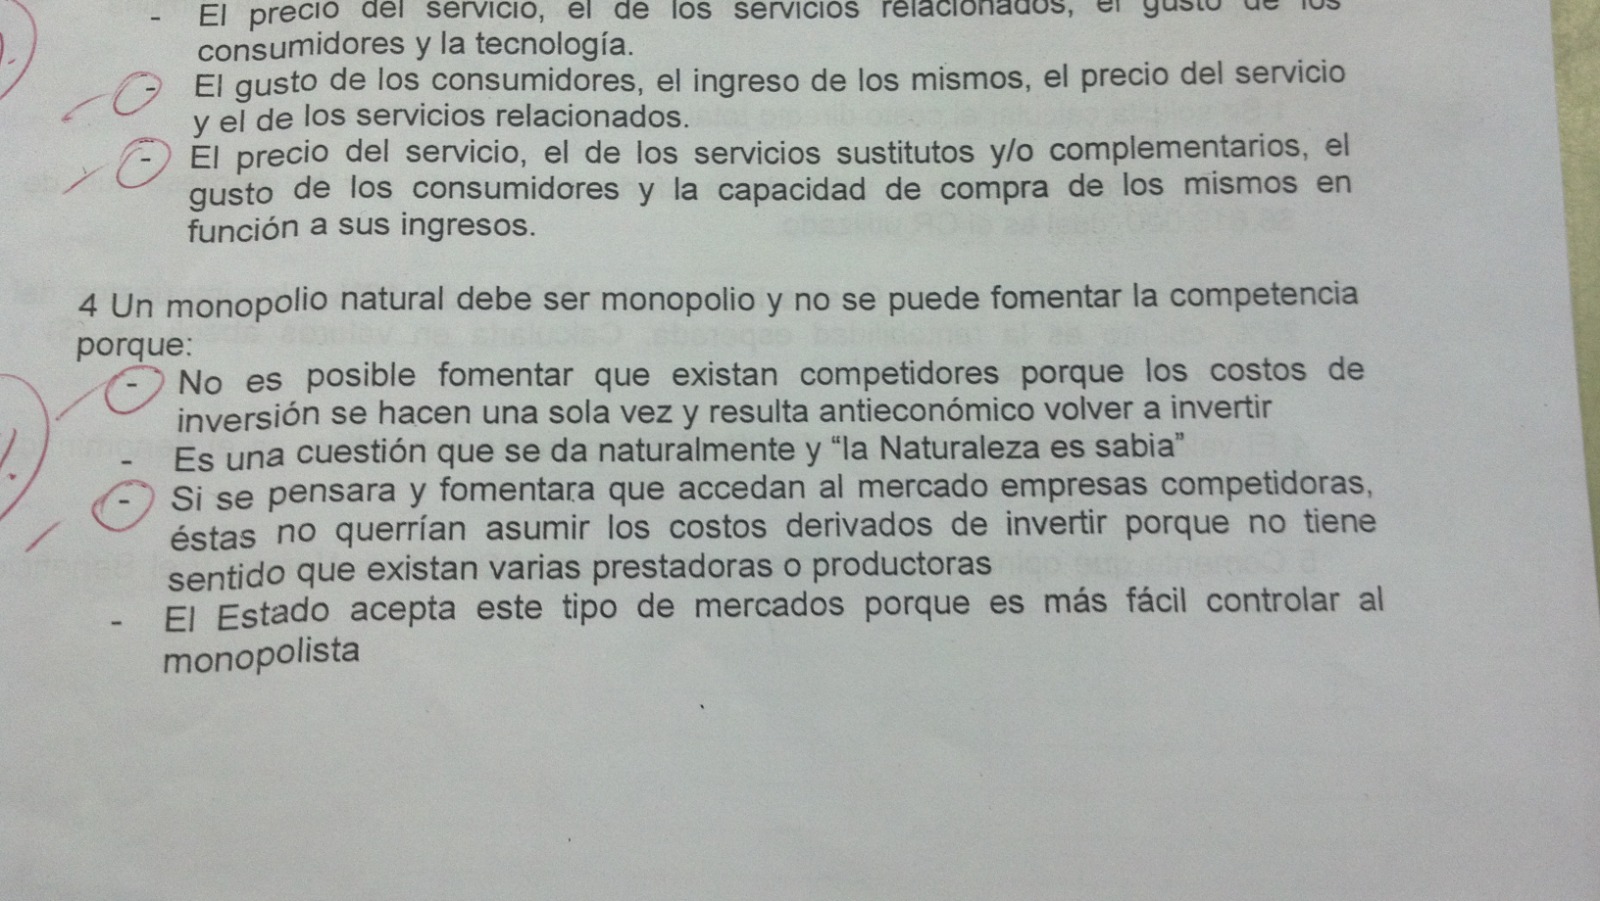 - El precio del servicio, el de los servicios relacionados, el gusto de los
consumidores y la tecnología.
- El gusto de los consumidores, el ingreso de los mismos, el precio del servicio
y el de los servicios relacionados.
- El precio del servicio, el de los servicios sustitutos y/o complementarios, el
gusto de los consumidores y la capacidad de compra de los mismos en
función a sus ingresos.
4 Un monopolio natural debe ser monopolio y no se puede fomentar la competencia
porque:
- No es posible fomentar que existan competidores porque los costos de
inversión se hacen una sola vez y resulta antieconómico volver a invertir
- Es una cuestión que se da naturalmente y “la Naturaleza es sabia”
- Si se pensara y fomentara que accedan al mercado empresas competidoras,
éstas no querrían asumir los costos derivados de invertir porque no tiene
sentido que existan varias prestadoras o productoras
- El Estado acepta este tipo de mercados porque es más fácil controlar al
monopolista